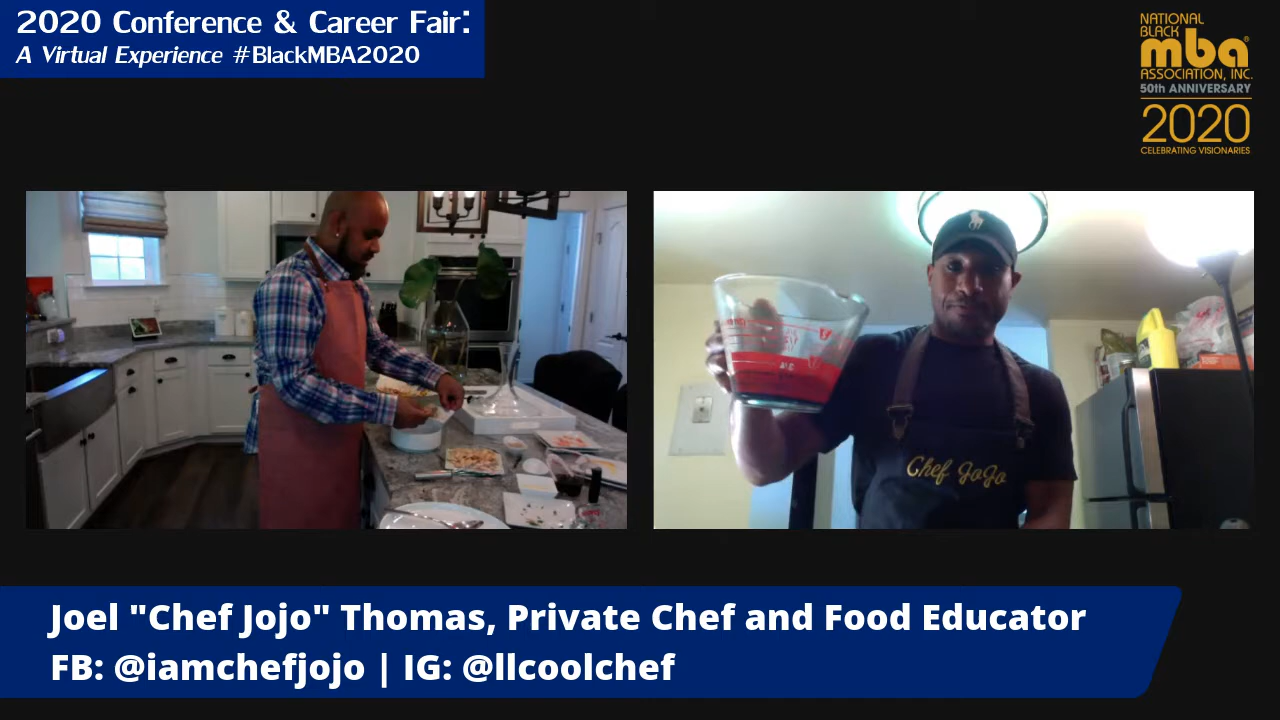 2020 Conference & Career Fair:
A Virtual Experience #BlackMBA2020
NATIONAL
BLACK
mba®
ASSOCIATION, INC.
50th ANNIVERSARY
2020
CELEBRATING VISIONARIES
Chef JoJo
Joel "Chef Jojo" Thomas, Private Chef and Food Educator
FB: @iamchefjojo | IG: @llcoolchef